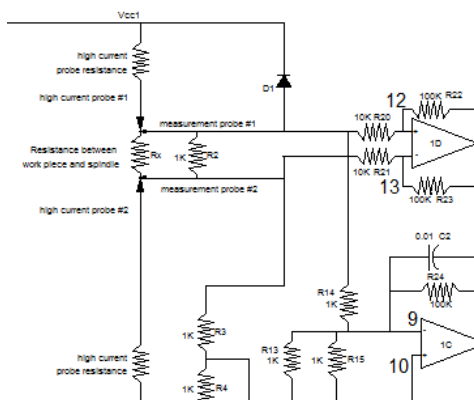 Vcc1
high current
probe resistance
high current probe #1
D1
measurement probe #1
12
100K R22
10K R20
+
1D
-
Resistance between
work piece and spindle
Rx
1K
R2
10K R21
13
100K R23
measurement probe #2
high current probe #2
0.01 C2
R24
100K
R14
1K
9
-
1C
10
+
R3
1K
R13
1K
1K
R15
high current
probe resistance
1K
R4